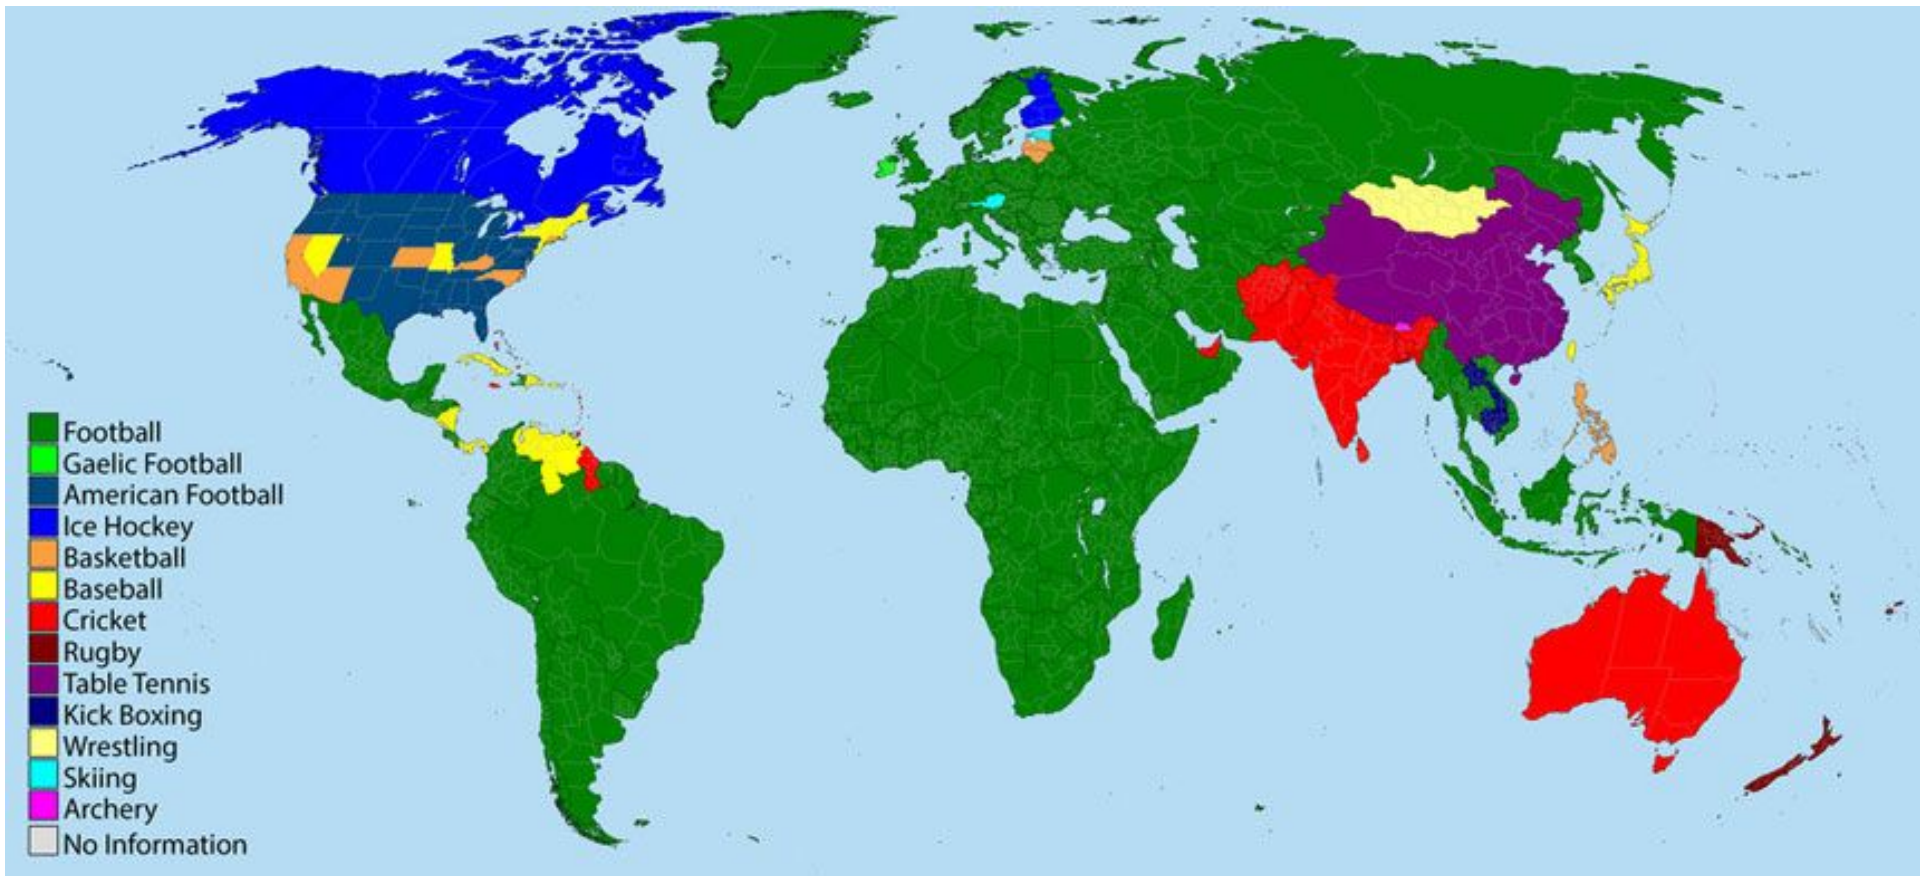 Football
Gaelic Football
American Football
Ice Hockey
Basketball
Baseball
Cricket
Rugby
Table Tennis
Kick Boxing
Wrestling
Skiing
Archery
No Information